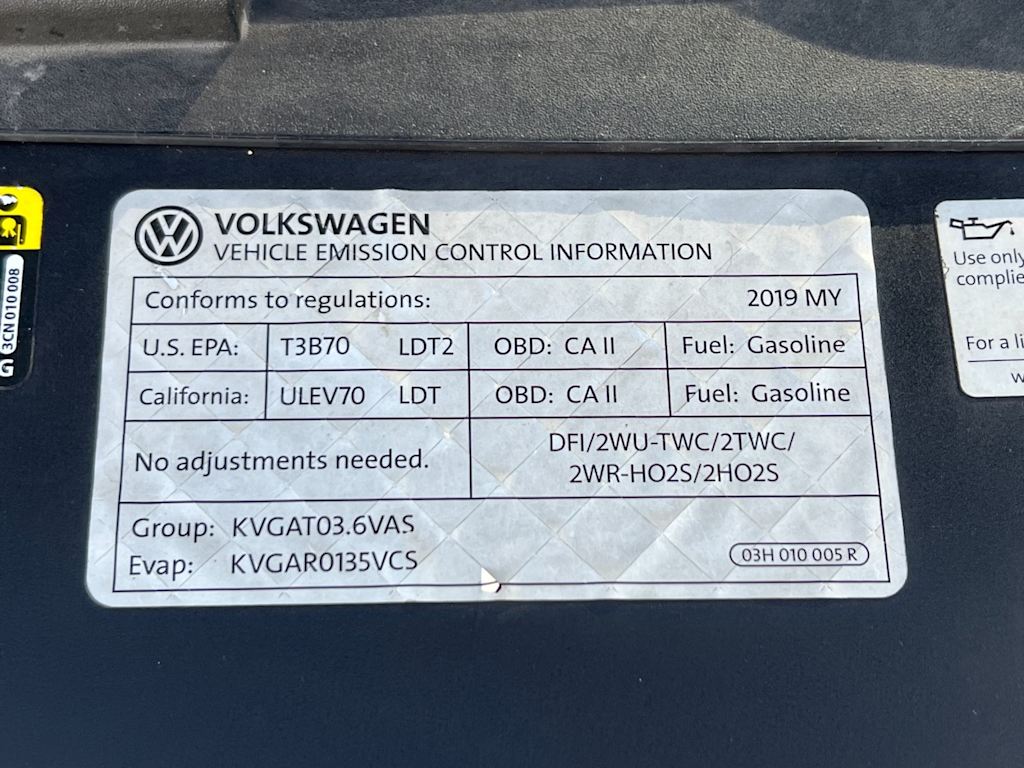 VOLKSWAGEN
VEHICLE EMISSION CONTROL INFORMATION
Conforms to regulations: 2019 MY
U.S. EPA: T3B70 LDT2 OBD: CA II Fuel: Gasoline
California: ULEV70 LDT OBD: CA II Fuel: Gasoline
No adjustments needed. DFI/2WU-TWC/2TWC/
2WR-HO2S/2HO2S
Group: KVGAT03.6VAS
Evap: KVGAR0135VCS
03H 010 005 R
3CN 010 008
G
Use only
complie
For a li
w